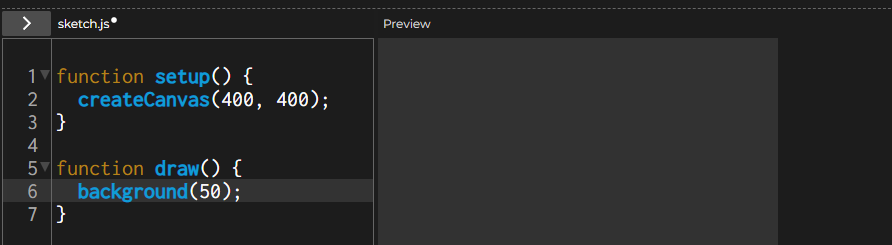 sketch.js Preview
1 function setup() {
2 createCanvas(400, 400);
3 }
4
5 function draw() {
6 background(50);
7 }